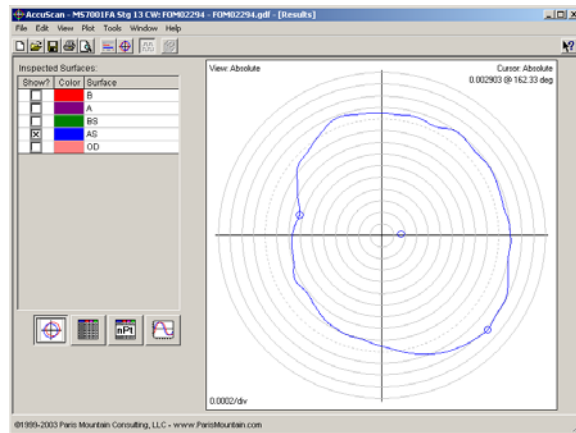 AccuScan - MS7001FA Stg 13 CW: FOM02294 - FOM02294.gdf - [Results]
File Edit View Plot Tools Window Help
Inspected Surfaces:
Show? Color Surface
B
A
BS
AS
OD
nPt
View: Absolute
Cursor: Absolute
0.002903 @ 162.33 deg
0.0002/div
©1999-2003 Paris Mountain Consulting, LLC - www.ParisMountain.com